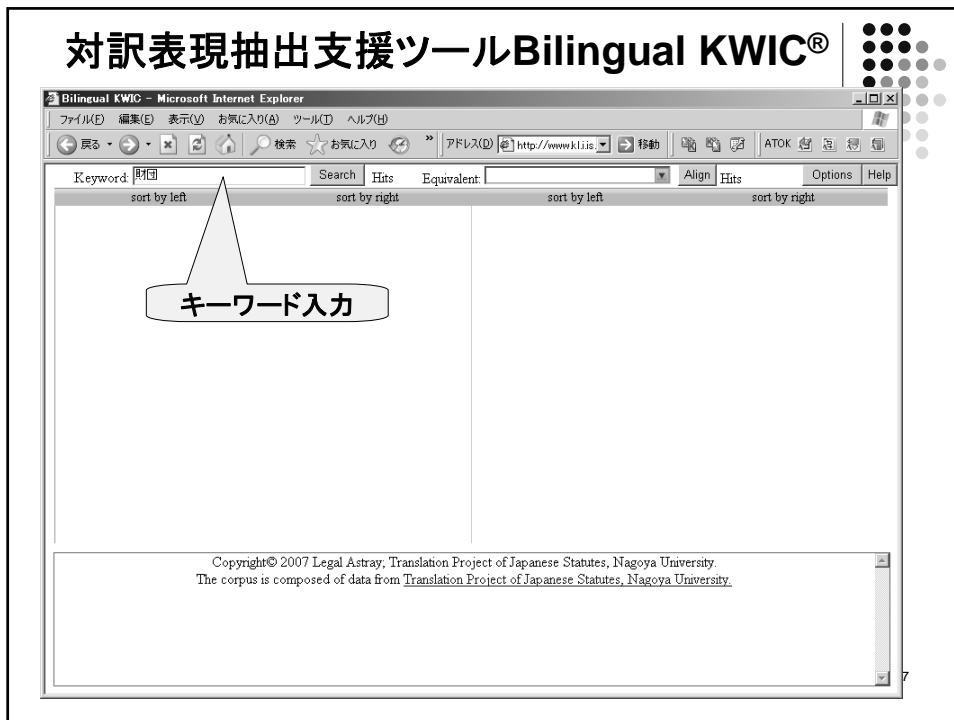 対訳表現抽出支援ツールBilingual KWIC®
Bilingual KWIC - Microsoft Internet Explorer
ファイル(F) 編集(E) 表示(V) お気に入り(A) ツール(T) ヘルプ(H)
戻る 検索 お気に入り » アドレス(D) http://www.kl.i.is. 移動 ATOK
Keyword: 財団 Search Hits Equivalent: Align Hits Options Help
sort by left sort by right sort by left sort by right
キーワード入力
Copyright© 2007 Legal Astray; Translation Project of Japanese Statutes, Nagoya University.
The corpus is composed of data from Translation Project of Japanese Statutes, Nagoya University.
7